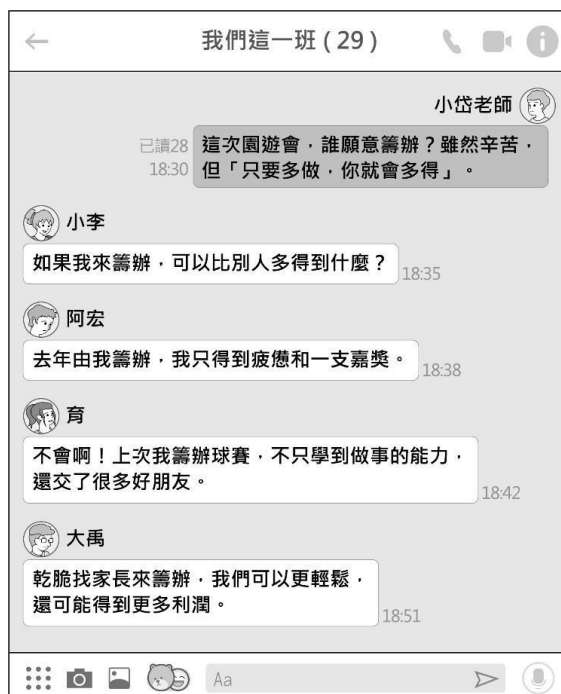 我們這一班 ( 29 )
小岱老師
已讀28
18:30
這次園遊會，誰願意籌辦？雖然辛苦，
但「只要多做，你就會多得」。
小李
如果我來籌辦，可以比別人多得到什麼？
18:35
阿宏
去年由我籌辦，我只得到疲憊和一支嘉獎。
18:38
育
不會啊！上次我籌辦球賽，不只學到做事的能力，
還交了很多好朋友。
18:42
大禹
乾脆找家長來籌辦，我們可以更輕鬆，
還可能得到更多利潤。
18:51
Aa